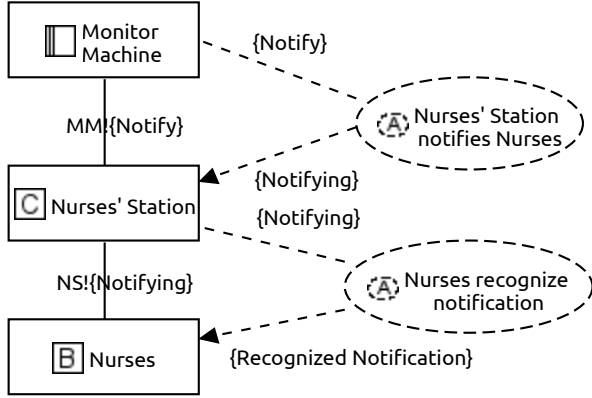 Monitor
Machine
{Notify}
A
Nurses' Station
notifies Nurses
MM!{Notify}
{Notifying}
C
Nurses' Station
{Notifying}
NS!{Notifying}
A
Nurses recognize
notification
B
Nurses
{Recognized Notification}